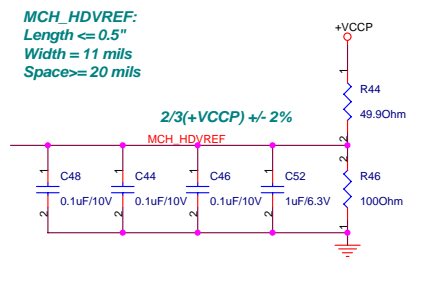 MCH_HDVREF:
Length <= 0.5"
Width = 11 mils
Space>= 20 mils
+VCCP
1
R44
49.9Ohm
2
2/3(+VCCP) +/- 2%
MCH_HDVREF
1
C48
0.1uF/10V
2
1
C44
0.1uF/10V
2
1
C46
0.1uF/10V
2
1
C52
1uF/6.3V
2
2
R46
100Ohm
1